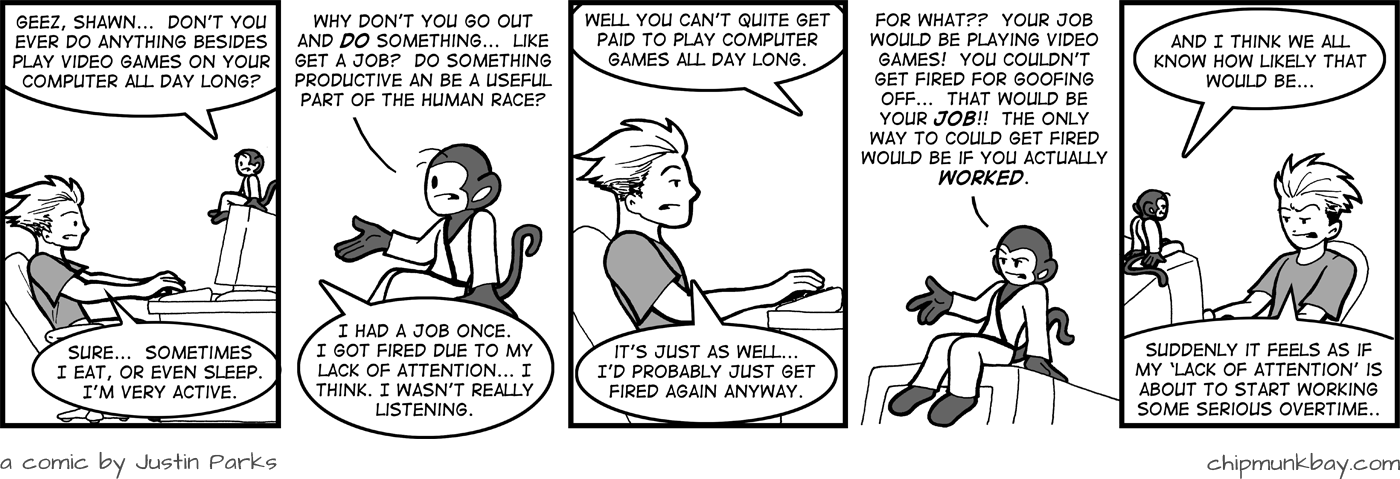 GEEZ, SHAWN... DON'T YOU
EVER DO ANYTHING BESIDES
PLAY VIDEO GAMES ON YOUR
COMPUTER ALL DAY LONG?
SURE... SOMETIMES
I EAT, OR EVEN SLEEP.
I'M VERY ACTIVE.
WHY DON'T YOU GO OUT
AND DO SOMETHING... LIKE
GET A JOB? DO SOMETHING
PRODUCTIVE AN BE A USEFUL
PART OF THE HUMAN RACE?
I HAD A JOB ONCE.
I GOT FIRED DUE TO MY
LACK OF ATTENTION... I
THINK. I WASN'T REALLY
LISTENING.
WELL YOU CAN'T QUITE GET
PAID TO PLAY COMPUTER
GAMES ALL DAY LONG.
IT'S JUST AS WELL...
I'D PROBABLY JUST GET
FIRED AGAIN ANYWAY.
FOR WHAT?? YOUR JOB
WOULD BE PLAYING VIDEO
GAMES! YOU COULDN'T
GET FIRED FOR GOOFING
OFF... THAT WOULD BE
YOUR JOB!! THE ONLY
WAY TO COULD GET FIRED
WOULD BE IF YOU ACTUALLY
WORKED.
AND I THINK WE ALL
KNOW HOW LIKELY THAT
WOULD BE...
SUDDENLY IT FEELS AS IF
MY 'LACK OF ATTENTION' IS
ABOUT TO START WORKING
SOME SERIOUS OVERTIME..
a comic by Justin Parks
chipmunkbay.com